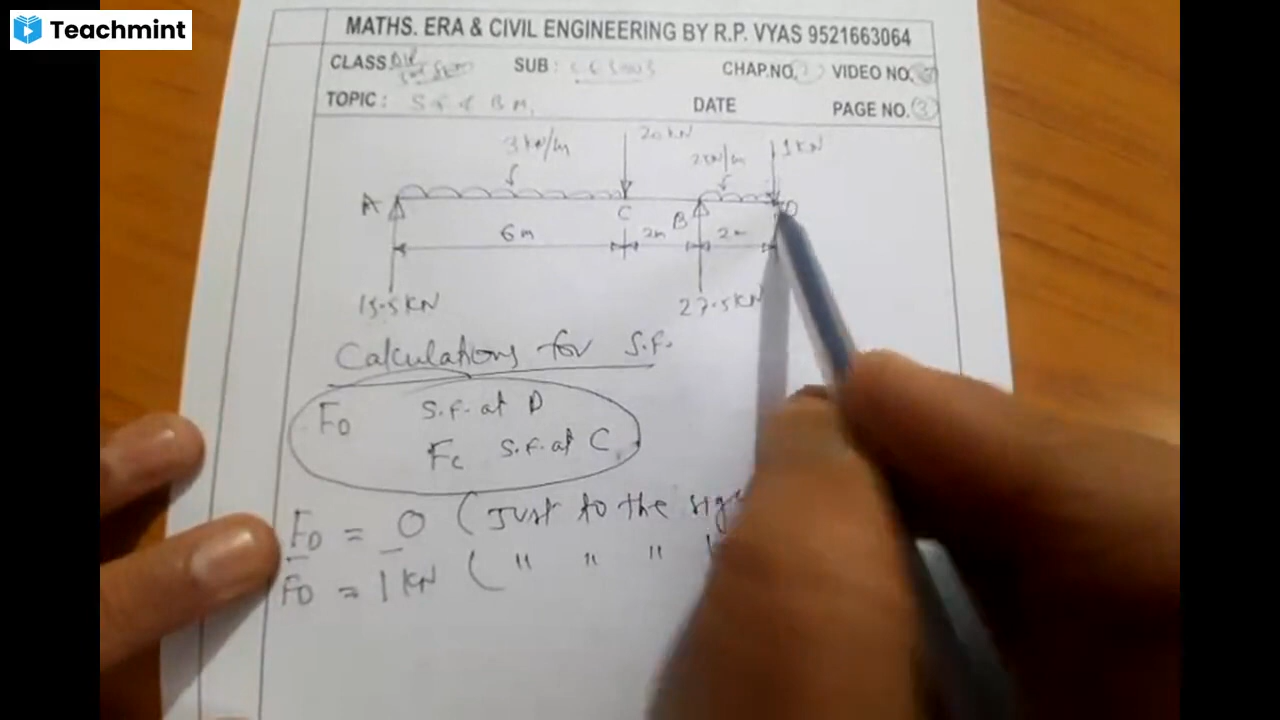 Teachmint
MATHS. ERA & CIVIL ENGINEERING BY R.P. VYAS 9521663064
CLASS SUB : CHAP.NO. VIDEO NO.
TOPIC : S.F & B M. DATE PAGE NO. 3
3 kN/m 20 kN 2 kN/m 1 KN
A C B D
6 m 2m 2m
15.5 KN 27.5 KN
Calculations for S.F.
FD S.F. at D
Fc S.F. at C
FD = 0 ( Just to the
FD = 1 KN ( " " "